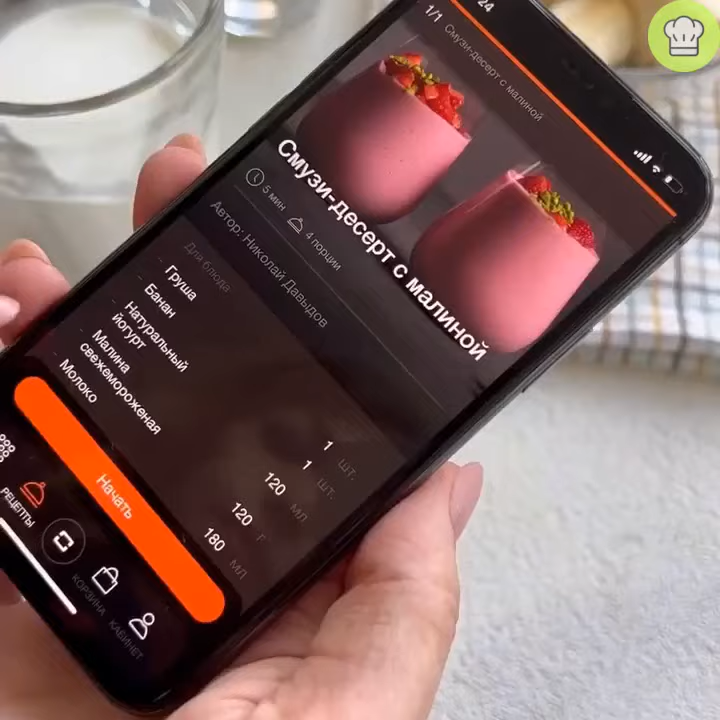 24
1/1 Смузи-десерт с малиной
Смузи-десерт с малиной
5 мин 4 порции
Автор: Николай Давыдов
Для блюда
- Груша 1 шт.
- Банан 1 шт.
- Натуральный
йогурт 120 мл
- Малина
свежемороженая 120 г
- Молоко 180 мл
Начать
РЕЦЕПТЫ
КОРЗИНА
КАБИНЕТ